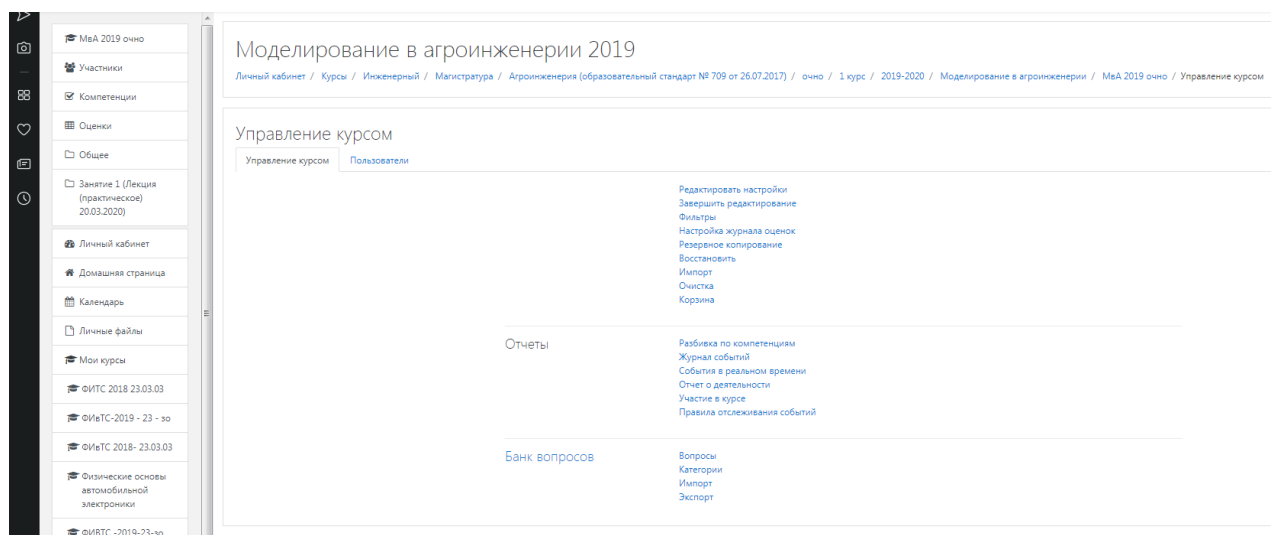 МвА 2019 очно
Участники
Компетенции
Оценки
Общее
Занятие 1 (Лекция
(практическое)
20.03.2020)
Личный кабинет
Домашняя страница
Календарь
Личные файлы
Мои курсы
ФИТС 2018 23.03.03
ФИвТС-2019 - 23 - зо
ФИвТС 2018- 23.03.03
Физические основы
автомобильной
электроники
ФИВТС -2019-23-зо
Моделирование в агроинженерии 2019
Личный кабинет / Курсы / Инженерный / Магистратура / Агроинженерия (образовательный стандарт № 709 от 26.07.2017) / очно / 1 курс / 2019-2020 / Моделирование в агроинженерии / МвА 2019 очно / Управление курсом
Управление курсом
Управление курсом Пользователи
Редактировать настройки
Завершить редактирование
Фильтры
Настройка журнала оценок
Резервное копирование
Восстановить
Импорт
Очистка
Корзина
Отчеты
Разбивка по компетенциям
Журнал событий
События в реальном времени
Отчет о деятельности
Участие в курсе
Правила отслеживания событий
Банк вопросов
Вопросы
Категории
Импорт
Экспорт